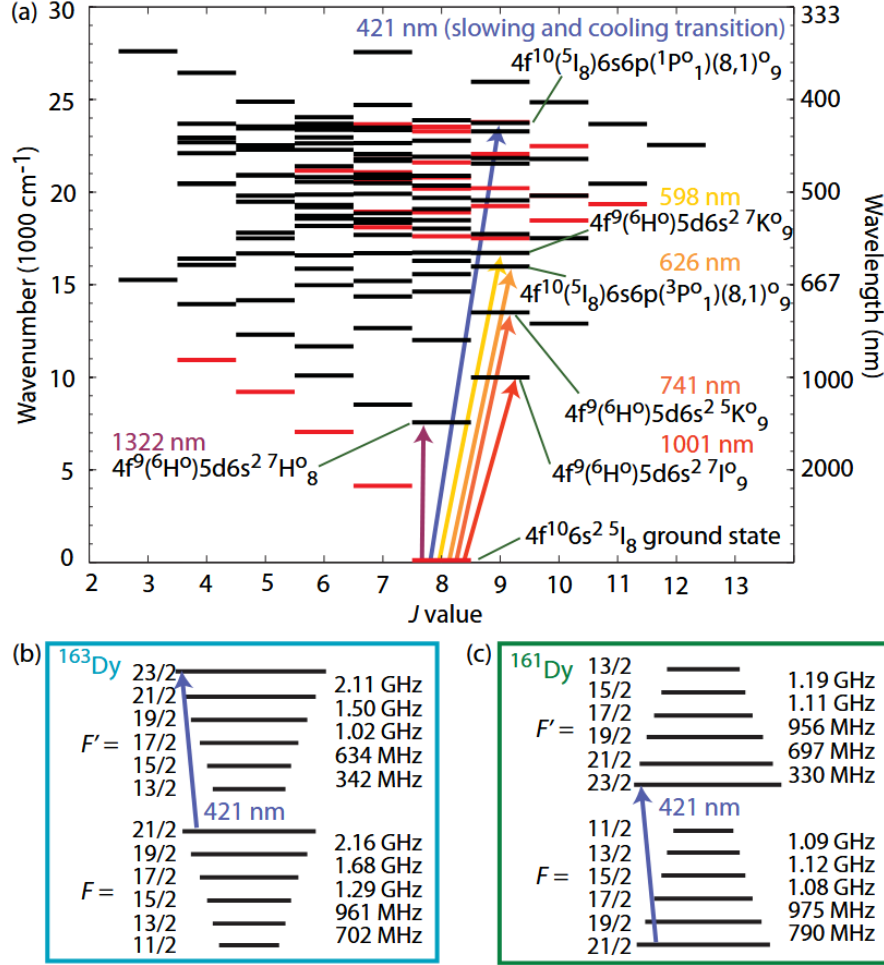 (a)
421 nm (slowing and cooling transition)
4f¹⁰(⁵I₈)6s6p(¹Pº₁)(8,1)º₉
598 nm
4f⁹(⁶Hº)5d6s² ⁷Kº₉
626 nm
4f¹⁰(⁵I₈)6s6p(³Pº₁)(8,1)º₉
741 nm
4f⁹(⁶Hº)5d6s² ⁵Kº₉
1001 nm
4f⁹(⁶Hº)5d6s² ⁷Iº₉
1322 nm
4f⁹(⁶Hº)5d6s² ⁷Hº₈
4f¹⁰6s² ⁵I₈ ground state
Wavenumber (1000 cm⁻¹)
30
25
20
15
10
5
0
Wavelength (nm)
333
400
500
667
1000
2000
2 3 4 5 6 7 8 9 10 11 12 13
J value
(b)
¹⁶³Dy
23/2
21/2
19/2
17/2
15/2
13/2
F' =
2.11 GHz
1.50 GHz
1.02 GHz
634 MHz
342 MHz
421 nm
21/2
19/2
17/2
15/2
13/2
11/2
F =
2.16 GHz
1.68 GHz
1.29 GHz
961 MHz
702 MHz
(c)
¹⁶¹Dy
13/2
15/2
17/2
19/2
21/2
23/2
F' =
1.19 GHz
1.11 GHz
956 MHz
697 MHz
330 MHz
421 nm
11/2
13/2
15/2
17/2
19/2
21/2
F =
1.09 GHz
1.12 GHz
1.08 GHz
975 MHz
790 MHz